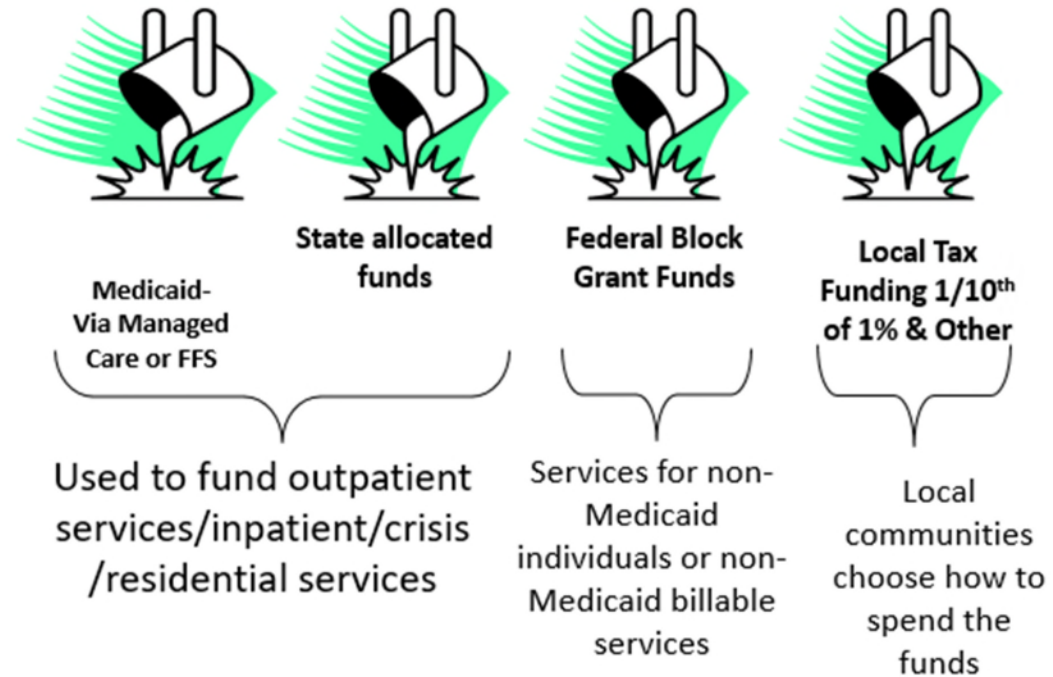 Medicaid-
Via Managed
Care or FFS
State allocated
funds
Federal Block
Grant Funds
Local Tax
Funding 1/10th
of 1% & Other
Used to fund outpatient
services/inpatient/crisis
/residential services
Services for non-
Medicaid
individuals or non-
Medicaid billable
services
Local
communities
choose how to
spend the
funds